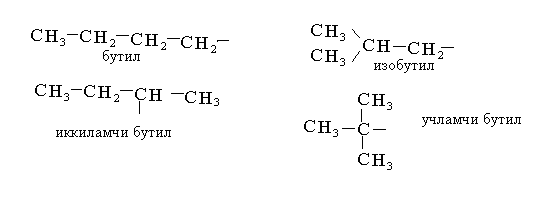 CH₃−CH₂−CH₂−CH₂−
бутил
CH₃
CH₃
CH−CH₂−
изобутил
CH₃−CH₂−CH −CH₃
иккиламчи бутил
CH₃
CH₃−C−
CH₃
учламчи бутил